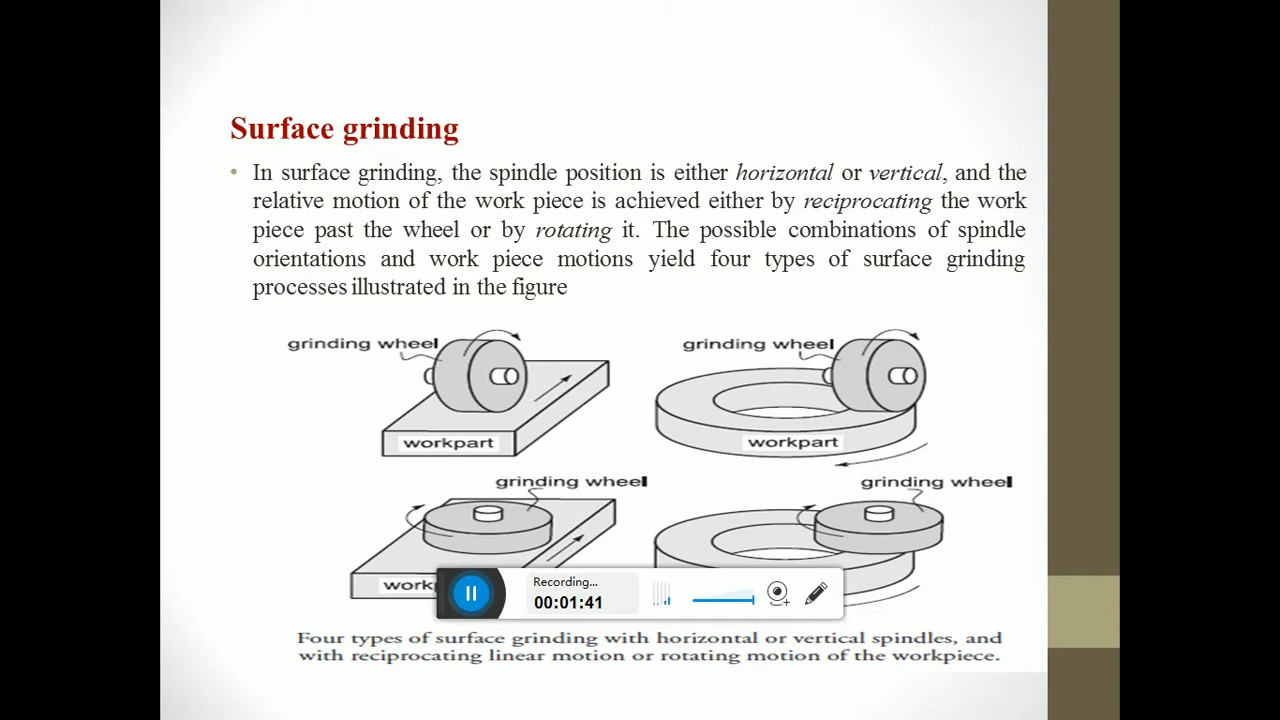 Surface grinding
• In surface grinding, the spindle position is either horizontal or vertical, and the
relative motion of the work piece is achieved either by reciprocating the work
piece past the wheel or by rotating it. The possible combinations of spindle
orientations and work piece motions yield four types of surface grinding
processes illustrated in the figure
grinding wheel
grinding wheel
workpart
workpart
grinding wheel
grinding wheel
Recording...
00:01:41
Four types of surface grinding with horizontal or vertical spindles, and
with reciprocating linear motion or rotating motion of the workpiece.